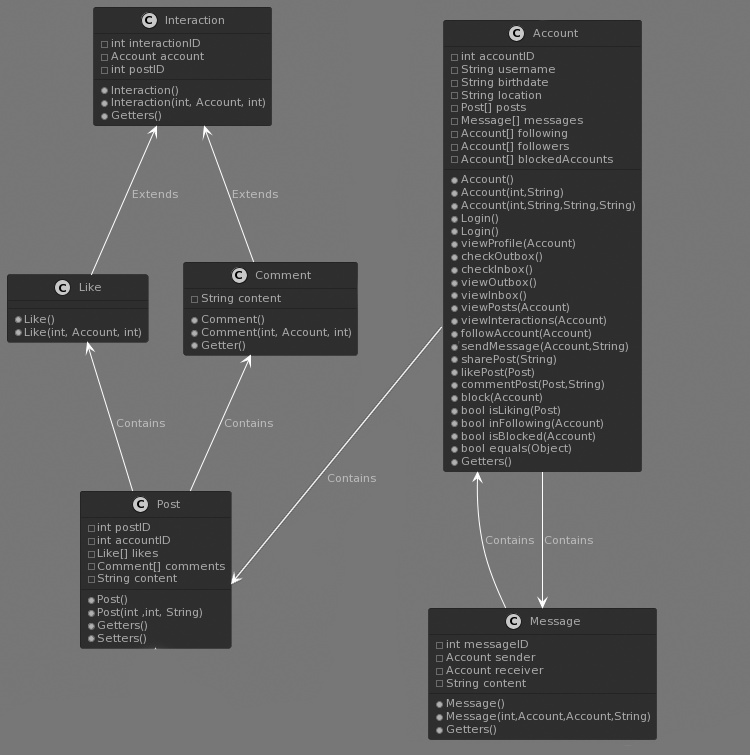 C Interaction
int interactionID
Account account
int postID
Interaction()
Interaction(int, Account, int)
Getters()
C Account
int accountID
String username
String birthdate
String location
Post[] posts
Message[] messages
Account[] following
Account[] followers
Account[] blockedAccounts
Account()
Account(int,String)
Account(int,String,String,String)
Login()
Login()
viewProfile(Account)
checkOutbox()
checkInbox()
viewOutbox()
viewInbox()
viewPosts(Account)
viewInteractions(Account)
followAccount(Account)
sendMessage(Account,String)
sharePost(String)
likePost(Post)
commentPost(Post,String)
block(Account)
bool isLiking(Post)
bool inFollowing(Account)
bool isBlocked(Account)
bool equals(Object)
Getters()
Extends
Extends
C Like
Like()
Like(int, Account, int)
C Comment
String content
Comment()
Comment(int, Account, int)
Getter()
Contains
Contains
Contains
C Post
int postID
int accountID
Like[] likes
Comment[] comments
String content
Post()
Post(int ,int, String)
Getters()
Setters()
Contains
Contains
C Message
int messageID
Account sender
Account receiver
String content
Message()
Message(int,Account,Account,String)
Getters()